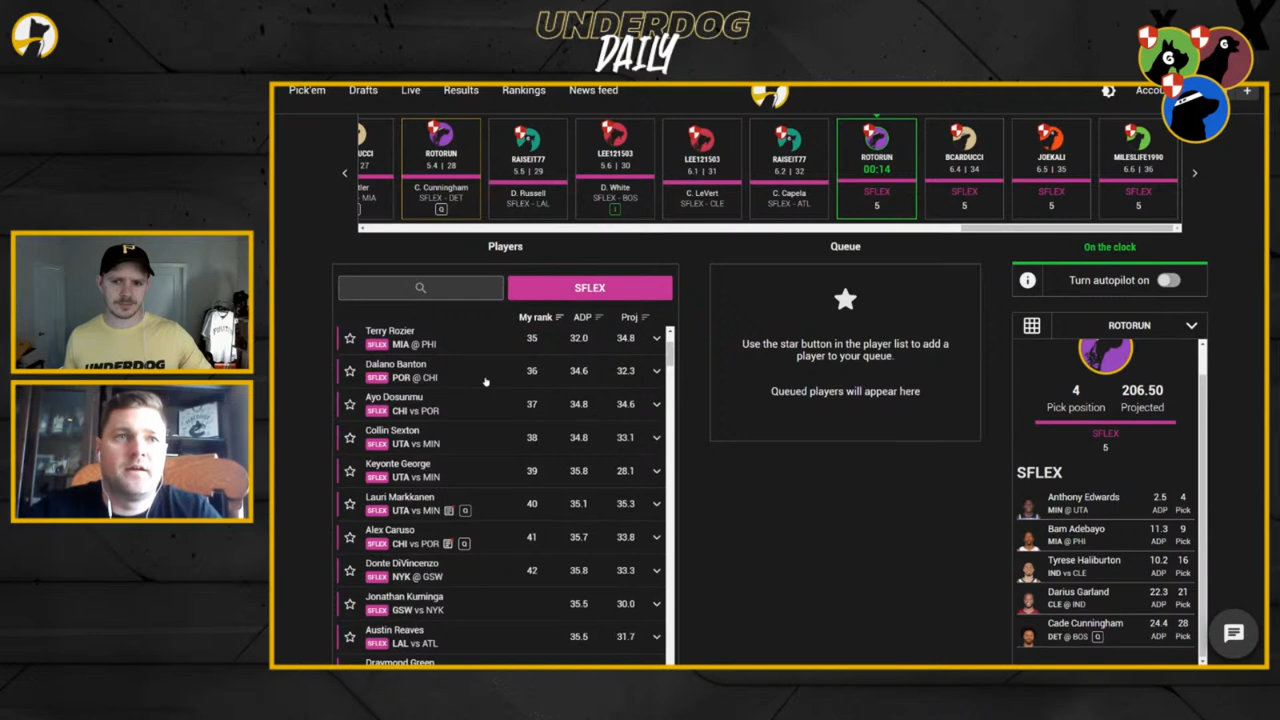 UNDERDOG
DAILY
Pick'em Drafts Live Results Rankings News feed Accou
UCCI ROTORUN RAISEIT77 LEE121503 LEE121503 RAISEIT77 ROTORUN BCARDUCCI JOEKALI MILESLIFE1990
27 5.4 | 28 5.5 | 29 5.6 | 30 6.1 | 31 6.2 | 32 00:14 6.4 | 34 6.5 | 35 6.6 | 36
tler C. Cunningham D. Russell D. White C. LeVert C. Capela SFLEX SFLEX SFLEX SFLEX
- MIA SFLEX - DET SFLEX - LAL SFLEX - BOS SFLEX - CLE SFLEX - ATL 5 5 5 5
Q Q I
Players
SFLEX
My rank ADP Proj
Terry Rozier
SFLEX MIA @ PHI 35 32.0 34.8
Dalano Banton
SFLEX POR @ CHI 36 34.6 32.3
Ayo Dosunmu
SFLEX CHI vs POR 37 34.8 34.6
Collin Sexton
SFLEX UTA vs MIN 38 34.8 33.1
Keyonte George
SFLEX UTA vs MIN 39 35.8 28.1
Lauri Markkanen
SFLEX UTA vs MIN Q 40 35.1 35.3
Alex Caruso
SFLEX CHI vs POR Q 41 35.7 33.8
Donte DiVincenzo
SFLEX NYK @ GSW 42 35.8 33.3
Jonathan Kuminga
SFLEX GSW vs NYK 35.5 30.0
Austin Reaves
SFLEX LAL vs ATL 35.5 31.7
Draymond Green
Queue
Use the star button in the player list to add a
player to your queue.
Queued players will appear here
On the clock
Turn autopilot on
ROTORUN
4 206.50
Pick position Projected
SFLEX
5
SFLEX
Anthony Edwards 2.5 4
MIN @ UTA ADP Pick
Bam Adebayo 11.3 9
MIA @ PHI ADP Pick
Tyrese Haliburton 10.2 16
IND vs CLE ADP Pick
Darius Garland 22.3 21
CLE @ IND ADP Pick
Cade Cunningham 24.4 28
DET @ BOS Q ADP Pick
G
G
P